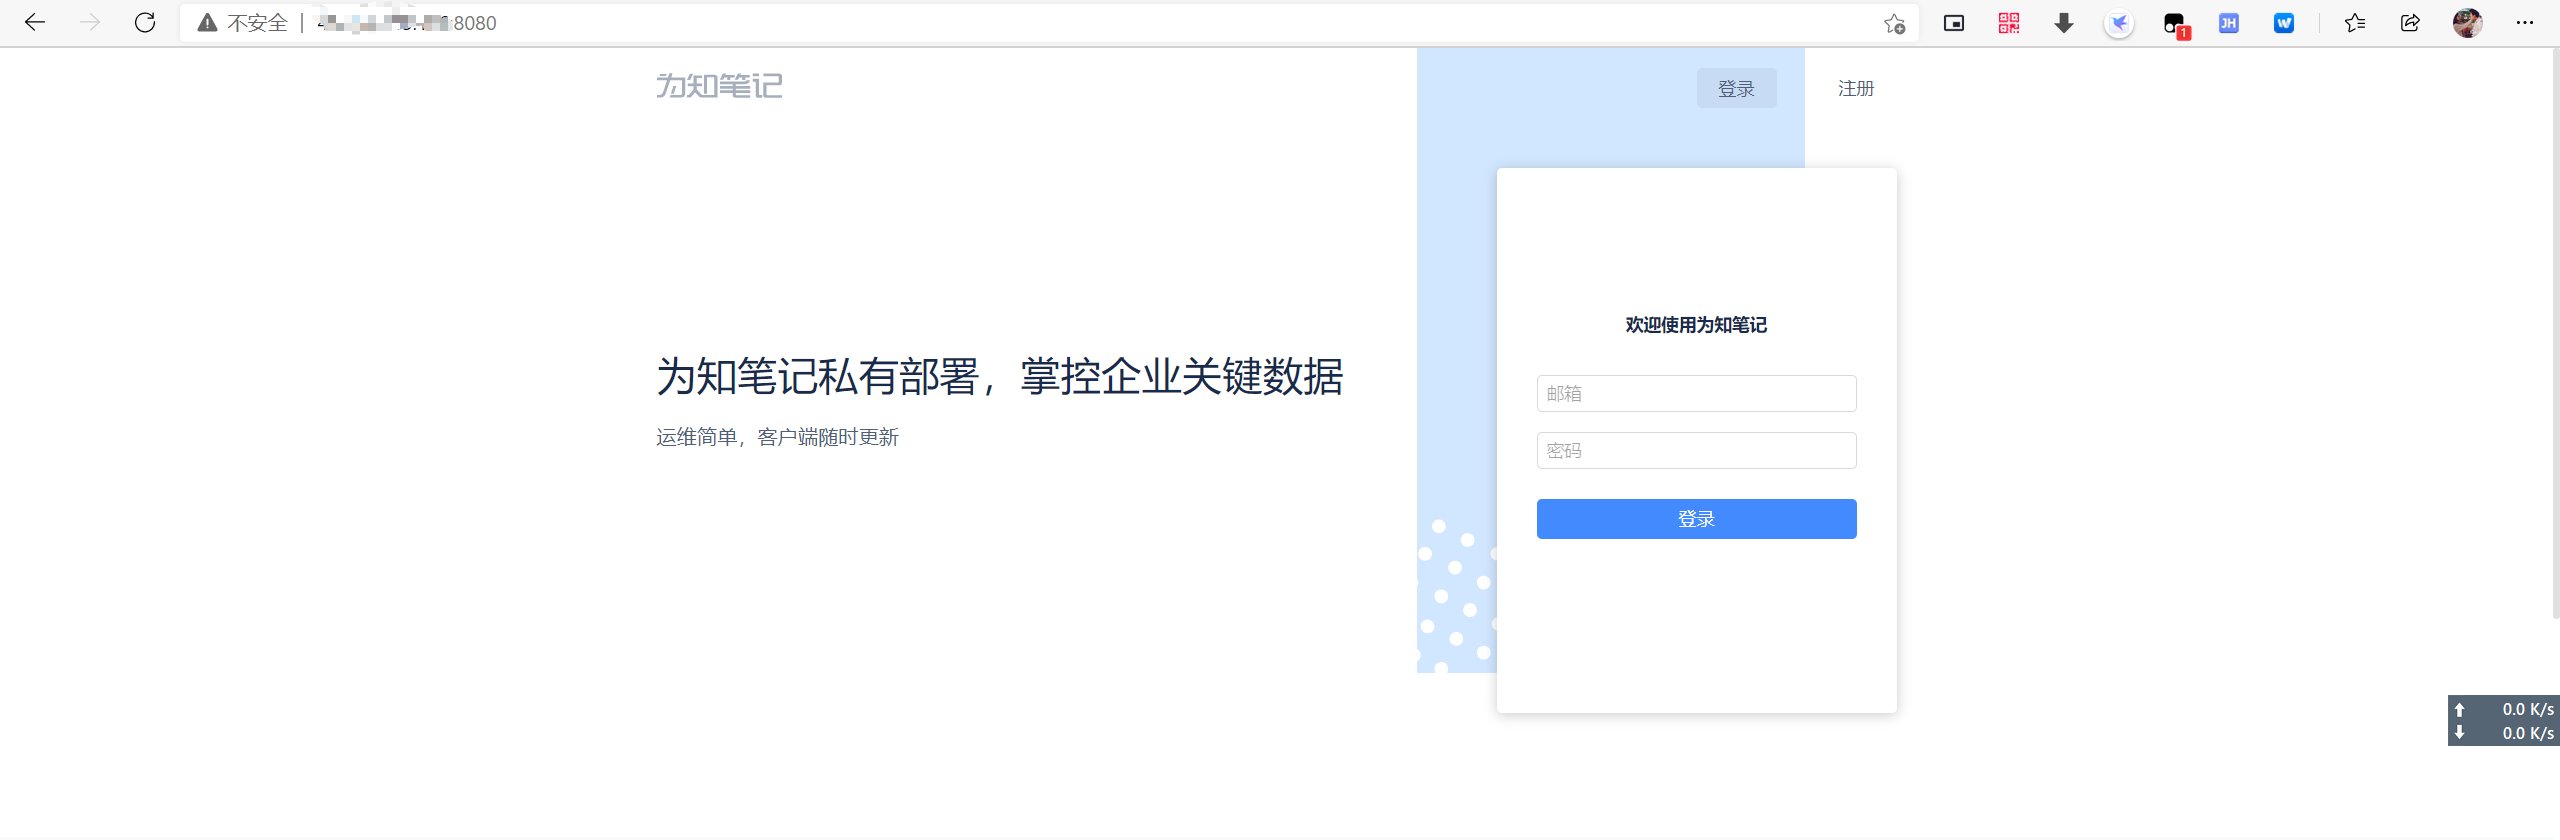 不安全
:8080
1
JH
为知笔记
登录
注册
欢迎使用为知笔记
邮箱
为知笔记私有部署，掌控企业关键数据
运维简单，客户端随时更新
密码
登录
0.0 K/s
0.0 K/s